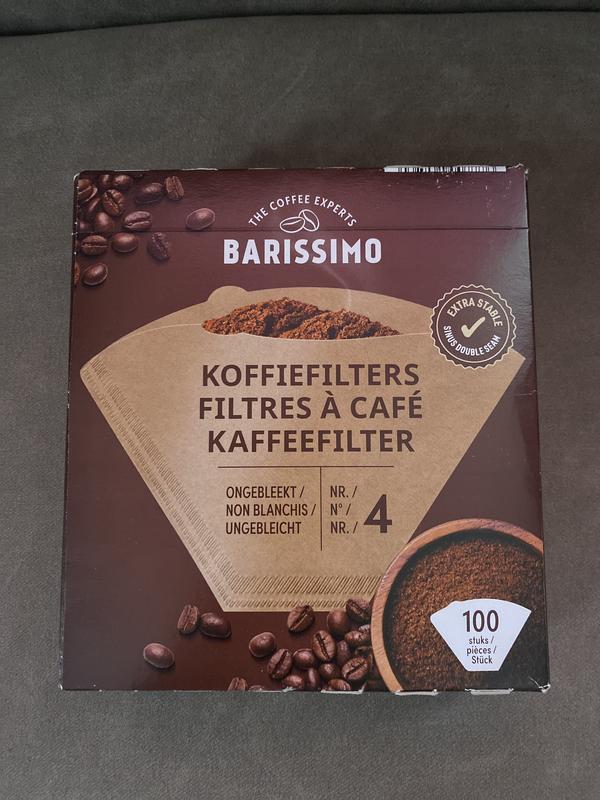 THE COFFEE EXPERTS
BARISSIMO
EXTRA STABLE
SINUS DOUBLE SEAM
KOFFIEFILTERS
FILTRES À CAFÉ
KAFFEEFILTER
ONGEBLEEKT /
NON BLANCHIS /
UNGEBLEICHT
NR. /
N° /
NR. / 4
100
stuks /
pièces /
Stück